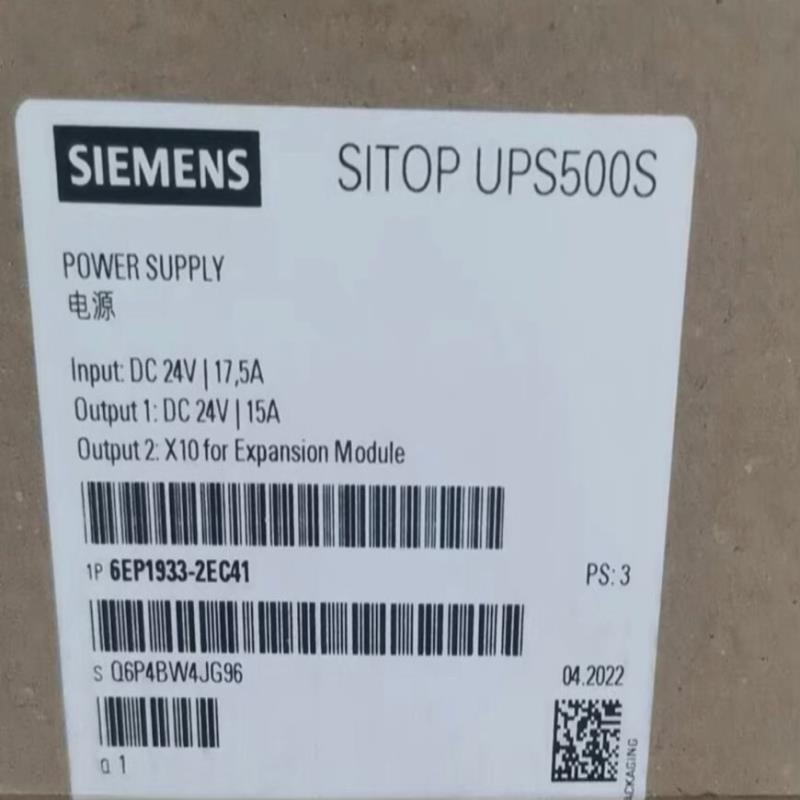 SIEMENS
SITOP UPS500S
POWER SUPPLY
电源
Input: DC 24V | 17,5A
Output 1: DC 24V | 15A
Output 2: X10 for Expansion Module
1P 6EP1933-2EC41
PS: 3
S Q6P4BW4JG96
04.2022
Q 1